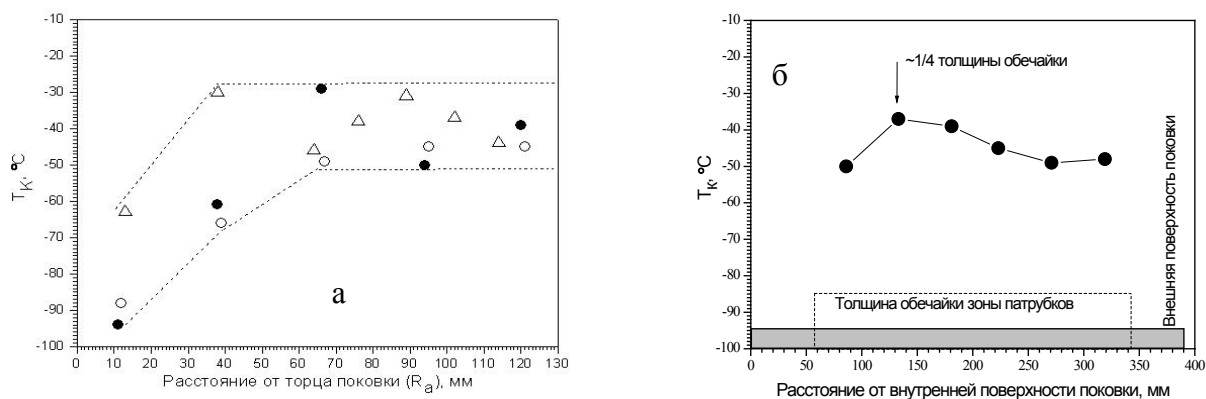 -10
-20
-30
-40
-50
-60
-70
-80
-90
-100
0 10 20 30 40 50 60 70 80 90 100 110 120 130
T_K, °C
а
Расстояние от торца поковки (R_a), мм
-10
-20
-30
-40
-50
-60
-70
-80
-90
-100
0 50 100 150 200 250 300 350 400
T_K, °C
б
~1/4 толщины обечайки
Внешняя поверхность поковки
Толщина обечайки зоны патрубков
Расстояние от внутренней поверхности поковки, мм